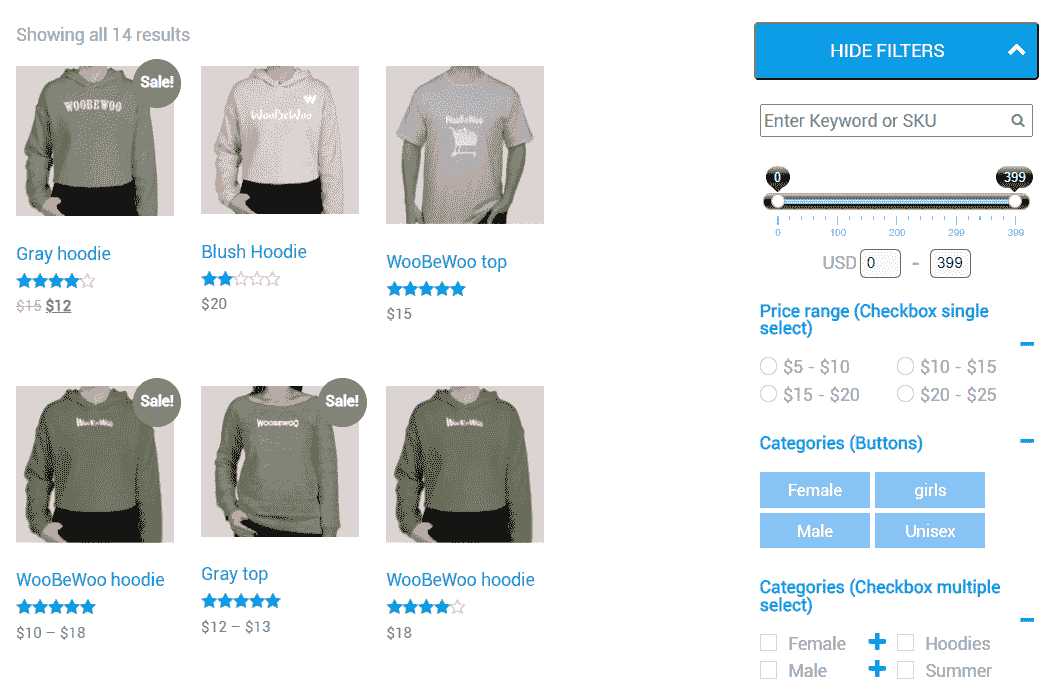 Showing all 14 results
HIDE FILTERS
Sale!
WOOBEWOO
W
WooBeWoo
WooBeWoo
Gray hoodie
$15 $12
Blush Hoodie
$20
WooBeWoo top
$15
Enter Keyword or SKU
0 399
0 100 200 299 399
USD 0 - 399
Price range (Checkbox single
select)
$5 - $10 $10 - $15
$15 - $20 $20 - $25
Sale!
WooBeWoo
Sale!
WOOBEWOO
WooBeWoo
WooBeWoo hoodie
$10 – $18
Gray top
$12 – $13
WooBeWoo hoodie
$18
Categories (Buttons)
Female girls
Male Unisex
Categories (Checkbox multiple
select)
Female Hoodies
Male Summer